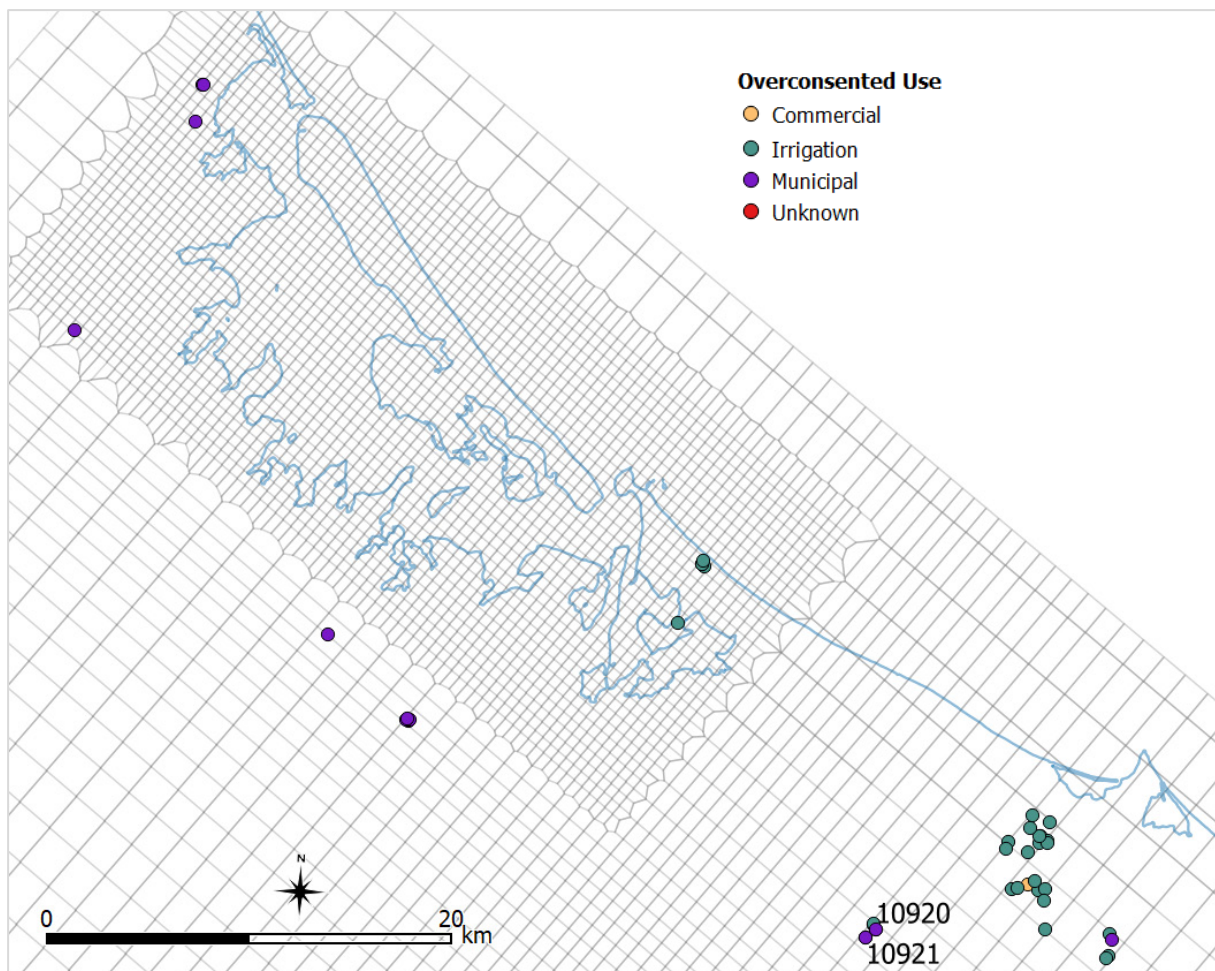 Overconsented Use
Commercial
Irrigation
Municipal
Unknown
N
0 20
km
10920
10921